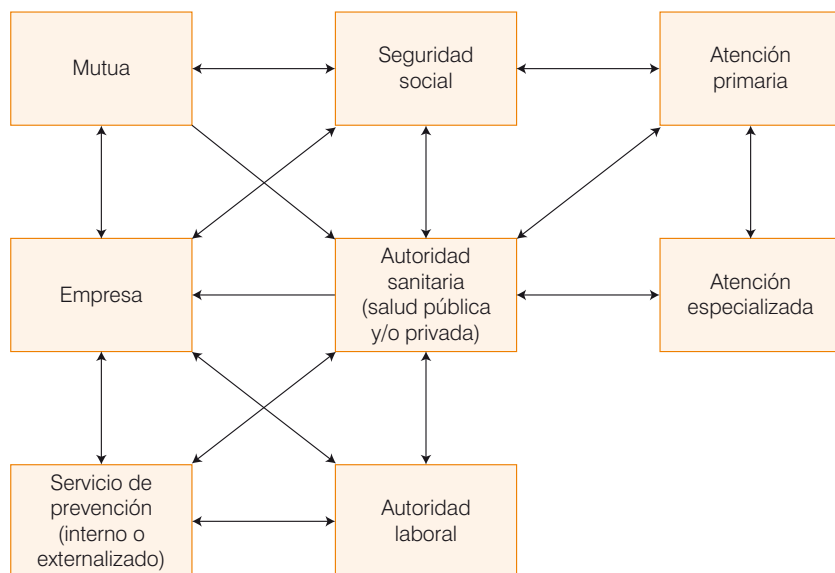 Mutua
Seguridad
social
Atención
primaria
Empresa
Autoridad
sanitaria
(salud pública
y/o privada)
Atención
especializada
Servicio de
prevención
(interno o
externalizado)
Autoridad
laboral